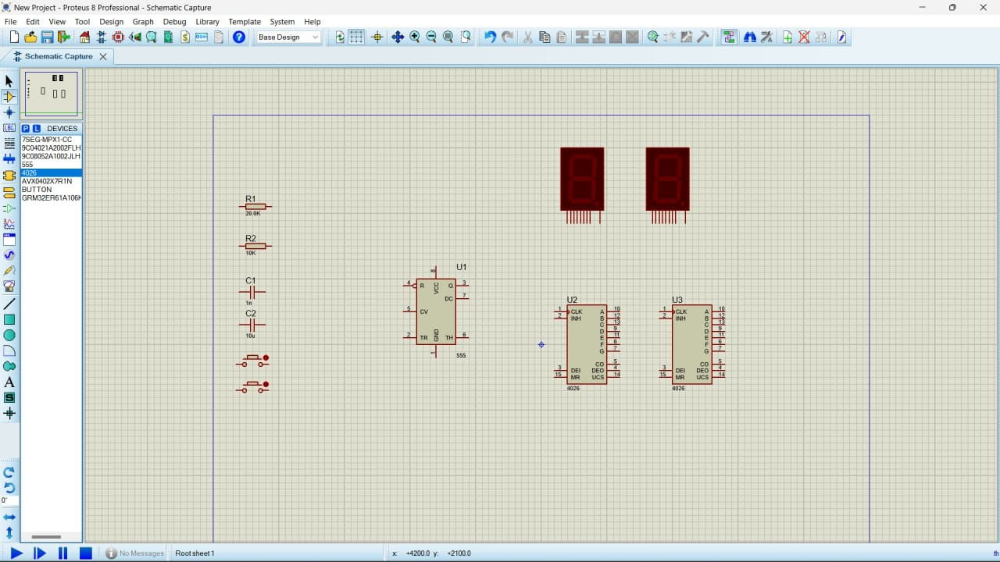 New Project - Proteus 8 Professional - Schematic Capture
File Edit View Tool Design Graph Debug Library Template System Help
Base Design
Schematic Capture
P L DEVICES
7SEG-MPX1-CC
9C04021A2002FLH
9C08052A1002JLH
555
4026
AVX0402X7R1N
BUTTON
GRM32ER61A106K
LBL
A
S
0°
R1
20.0K
R2
10K
C1
1n
C2
10u
U1
8
4 R VCC Q 3
DC 7
5 CV
2 TR GND TH 6
1
555
U2
1 CLK A 10
2 INH B 12
C 13
D 9
E 11
F 6
G 7
CO 5
3 DEI DEO 4
15 MR UCS 14
4026
U3
1 CLK A 10
2 INH B 12
C 13
D 9
E 11
F 6
G 7
CO 5
3 DEI DEO 4
15 MR UCS 14
4026
No Messages Root sheet 1 x: +4200.0 y: +2100.0 th